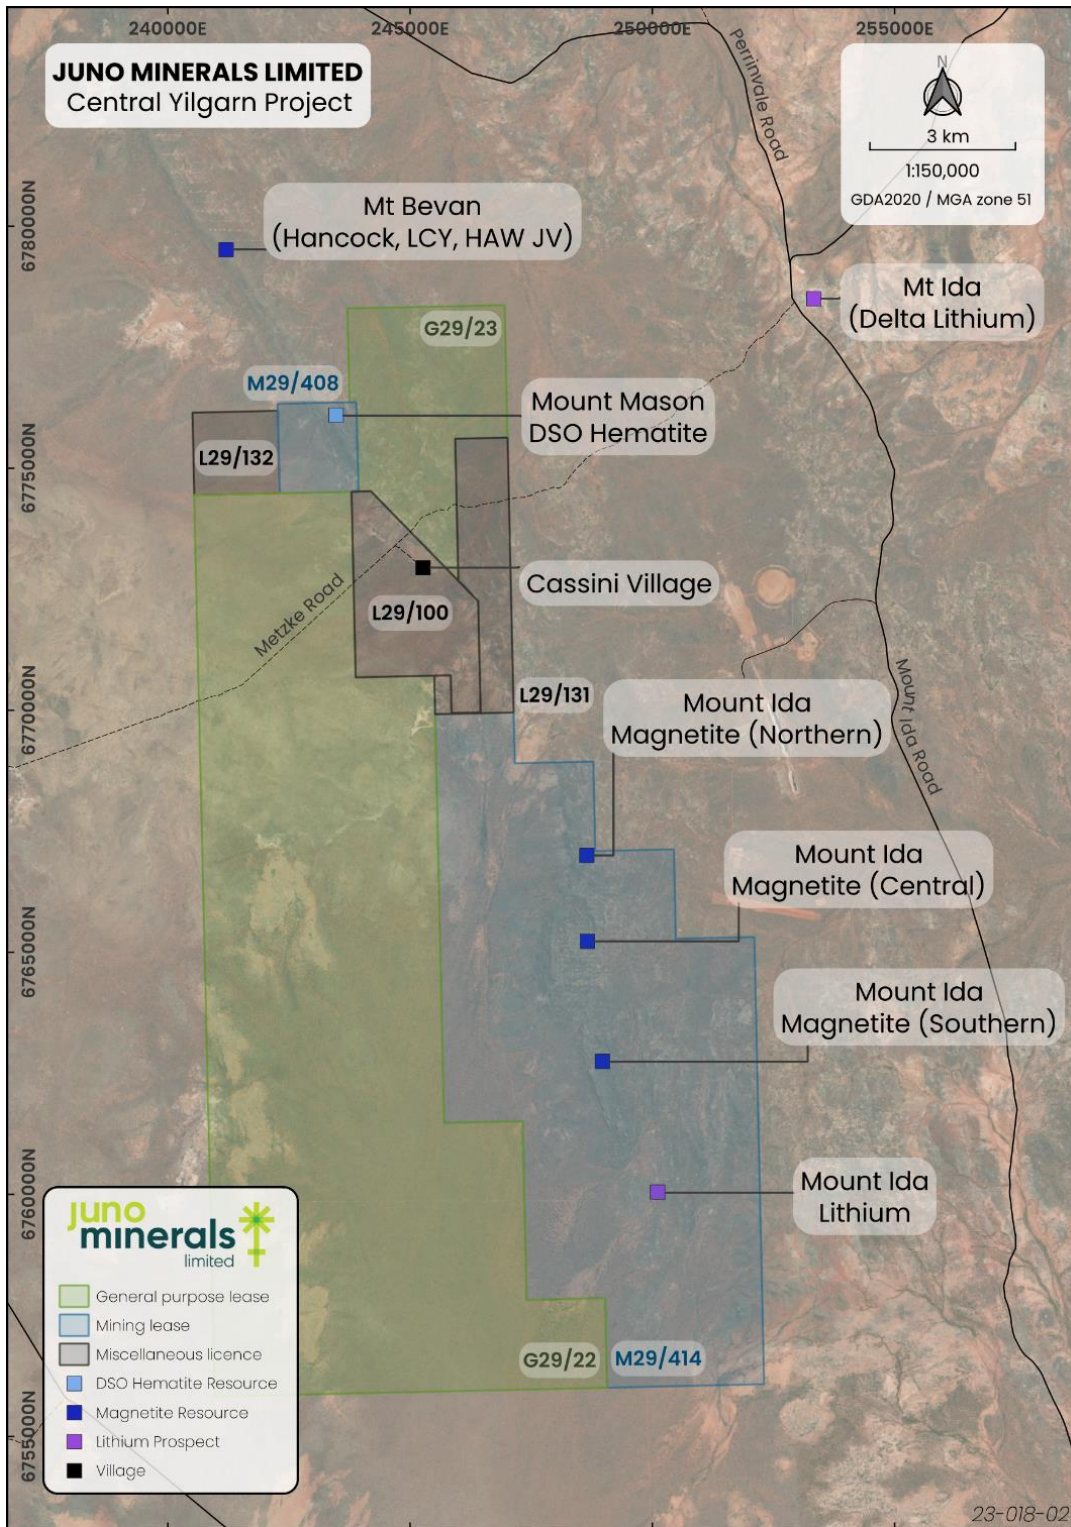 240000E
245000E
250000E
255000E
JUNO MINERALS LIMITED
Central Yilgarn Project
Perrinvale Road
N
3 km
1:150,000
GDA2020 / MGA zone 51
6780000N
Mt Bevan
(Hancock, LCY, HAW JV)
Mt Ida
(Delta Lithium)
G29/23
M29/408
Mount Mason
DSO Hematite
L29/132
6775000N
Cassini Village
L29/100
Metzke Road
L29/131
6770000N
Mount Ida
Magnetite (Northern)
Mount Ida Road
Mount Ida
Magnetite (Central)
6765000N
Mount Ida
Magnetite (Southern)
6760000N
Mount Ida
Lithium
juno
minerals
limited
General purpose lease
Mining lease
Miscellaneous licence
DSO Hematite Resource
Magnetite Resource
Lithium Prospect
Village
G29/22
M29/414
6755000N
23-018-02